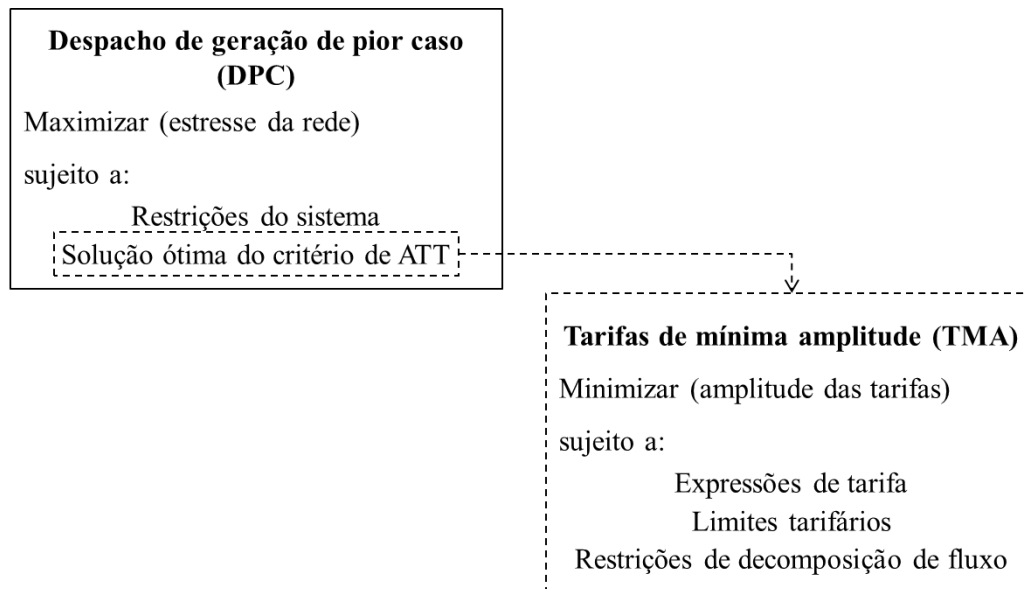 Despacho de geração de pior caso
(DPC)
Maximizar (estresse da rede)
sujeito a:
Restrições do sistema
Solução ótima do critério de ATT
Tarifas de mínima amplitude (TMA)
Minimizar (amplitude das tarifas)
sujeito a:
Expressões de tarifa
Limites tarifários
Restrições de decomposição de fluxo